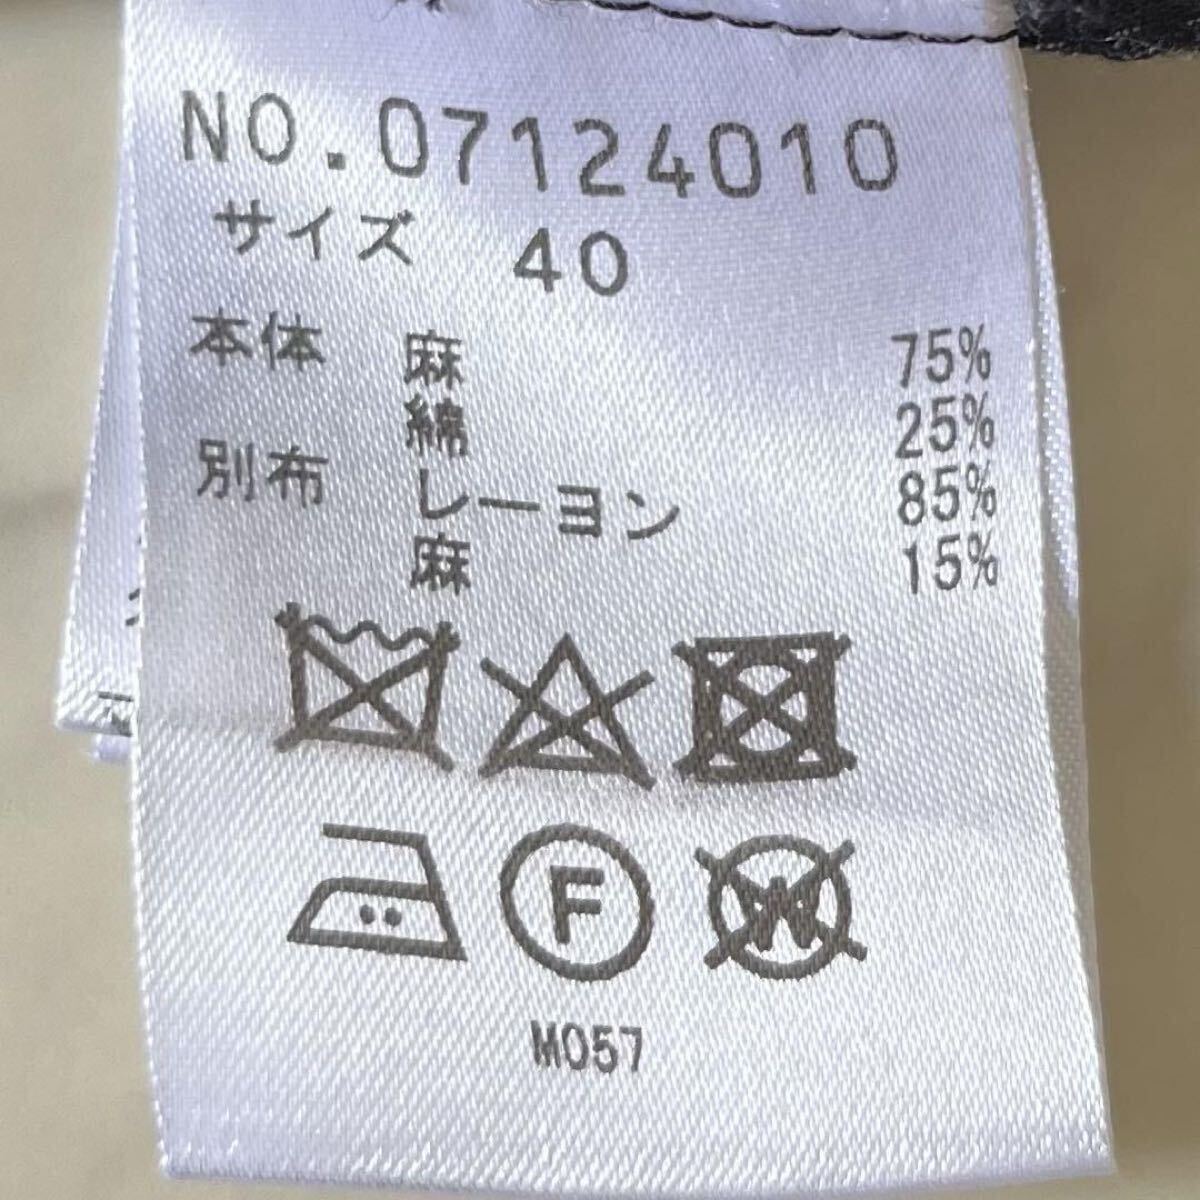 NO.07124010
サイズ 40
本体 麻 75%
綿 25%
別布 レーヨン 85%
麻 15%
F W
M057